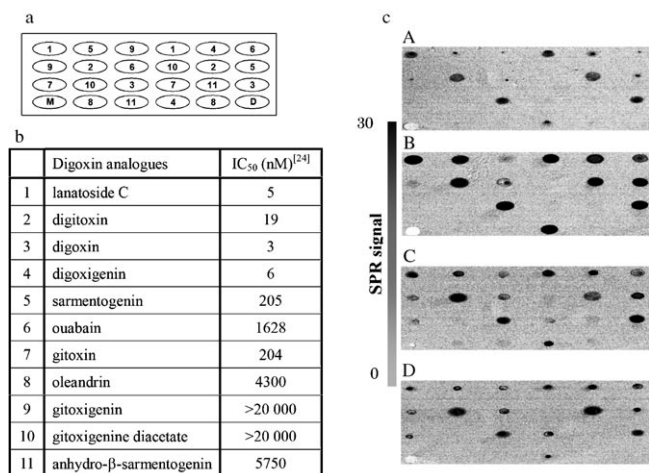 a
1 5 9 1 4 6
9 2 6 10 2 5
7 10 3 7 11 3
M 8 11 4 8 D
b
Digoxin analogues IC₅₀ (nM)[24]
1 lanatoside C 5
2 digitoxin 19
3 digoxin 3
4 digoxigenin 6
5 sarmentogenin 205
6 ouabain 1628
7 gitoxin 204
8 oleandrin 4300
9 gitoxigenin >20 000
10 gitoxigenine diacetate >20 000
11 anhydro-β-sarmentogenin 5750
c
A
30
B
SPR signal
C
0
D